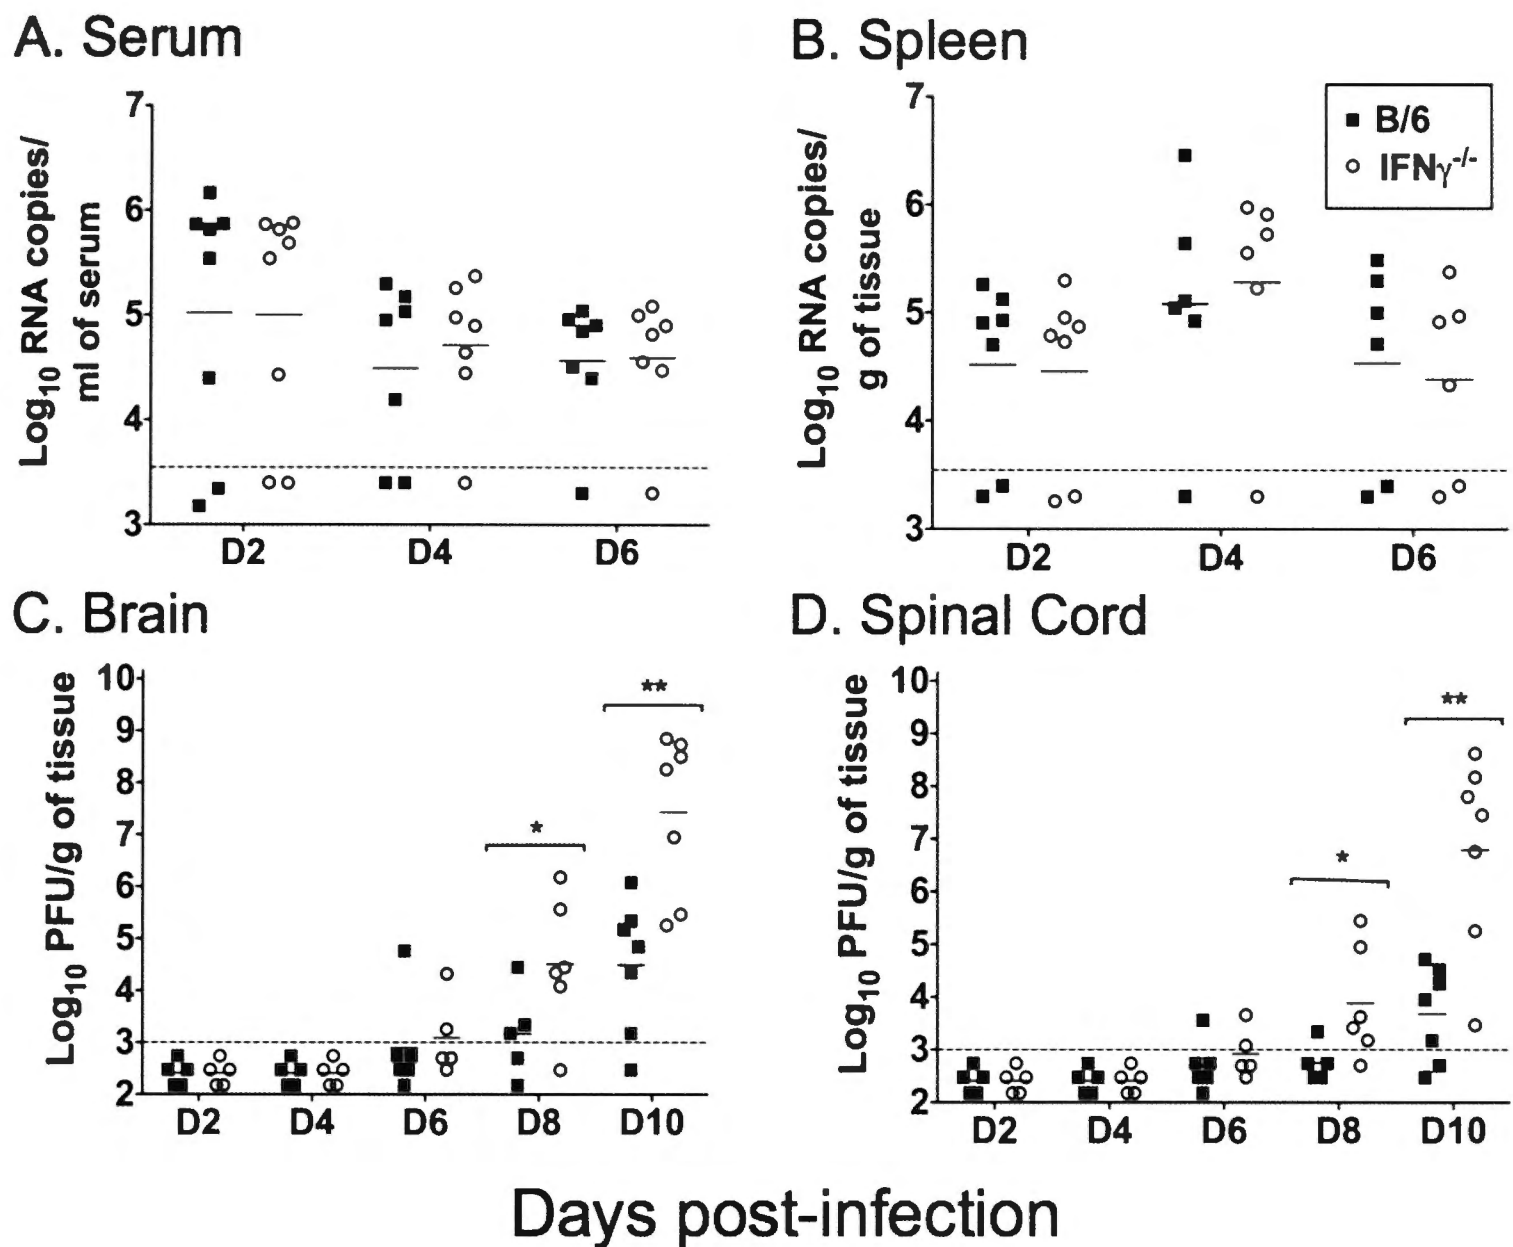 A. Serum
Log10 RNA copies/
ml of serum
7
6
5
4
3
D2 D4 D6
B. Spleen
Log10 RNA copies/
g of tissue
7
6
5
4
3
B/6
IFNγ-/-
D2 D4 D6
C. Brain
Log10 PFU/g of tissue
10
9
8
7
6
5
4
3
2
*
**
D2 D4 D6 D8 D10
D. Spinal Cord
Log10 PFU/g of tissue
10
9
8
7
6
5
4
3
2
*
**
D2 D4 D6 D8 D10
Days post-infection